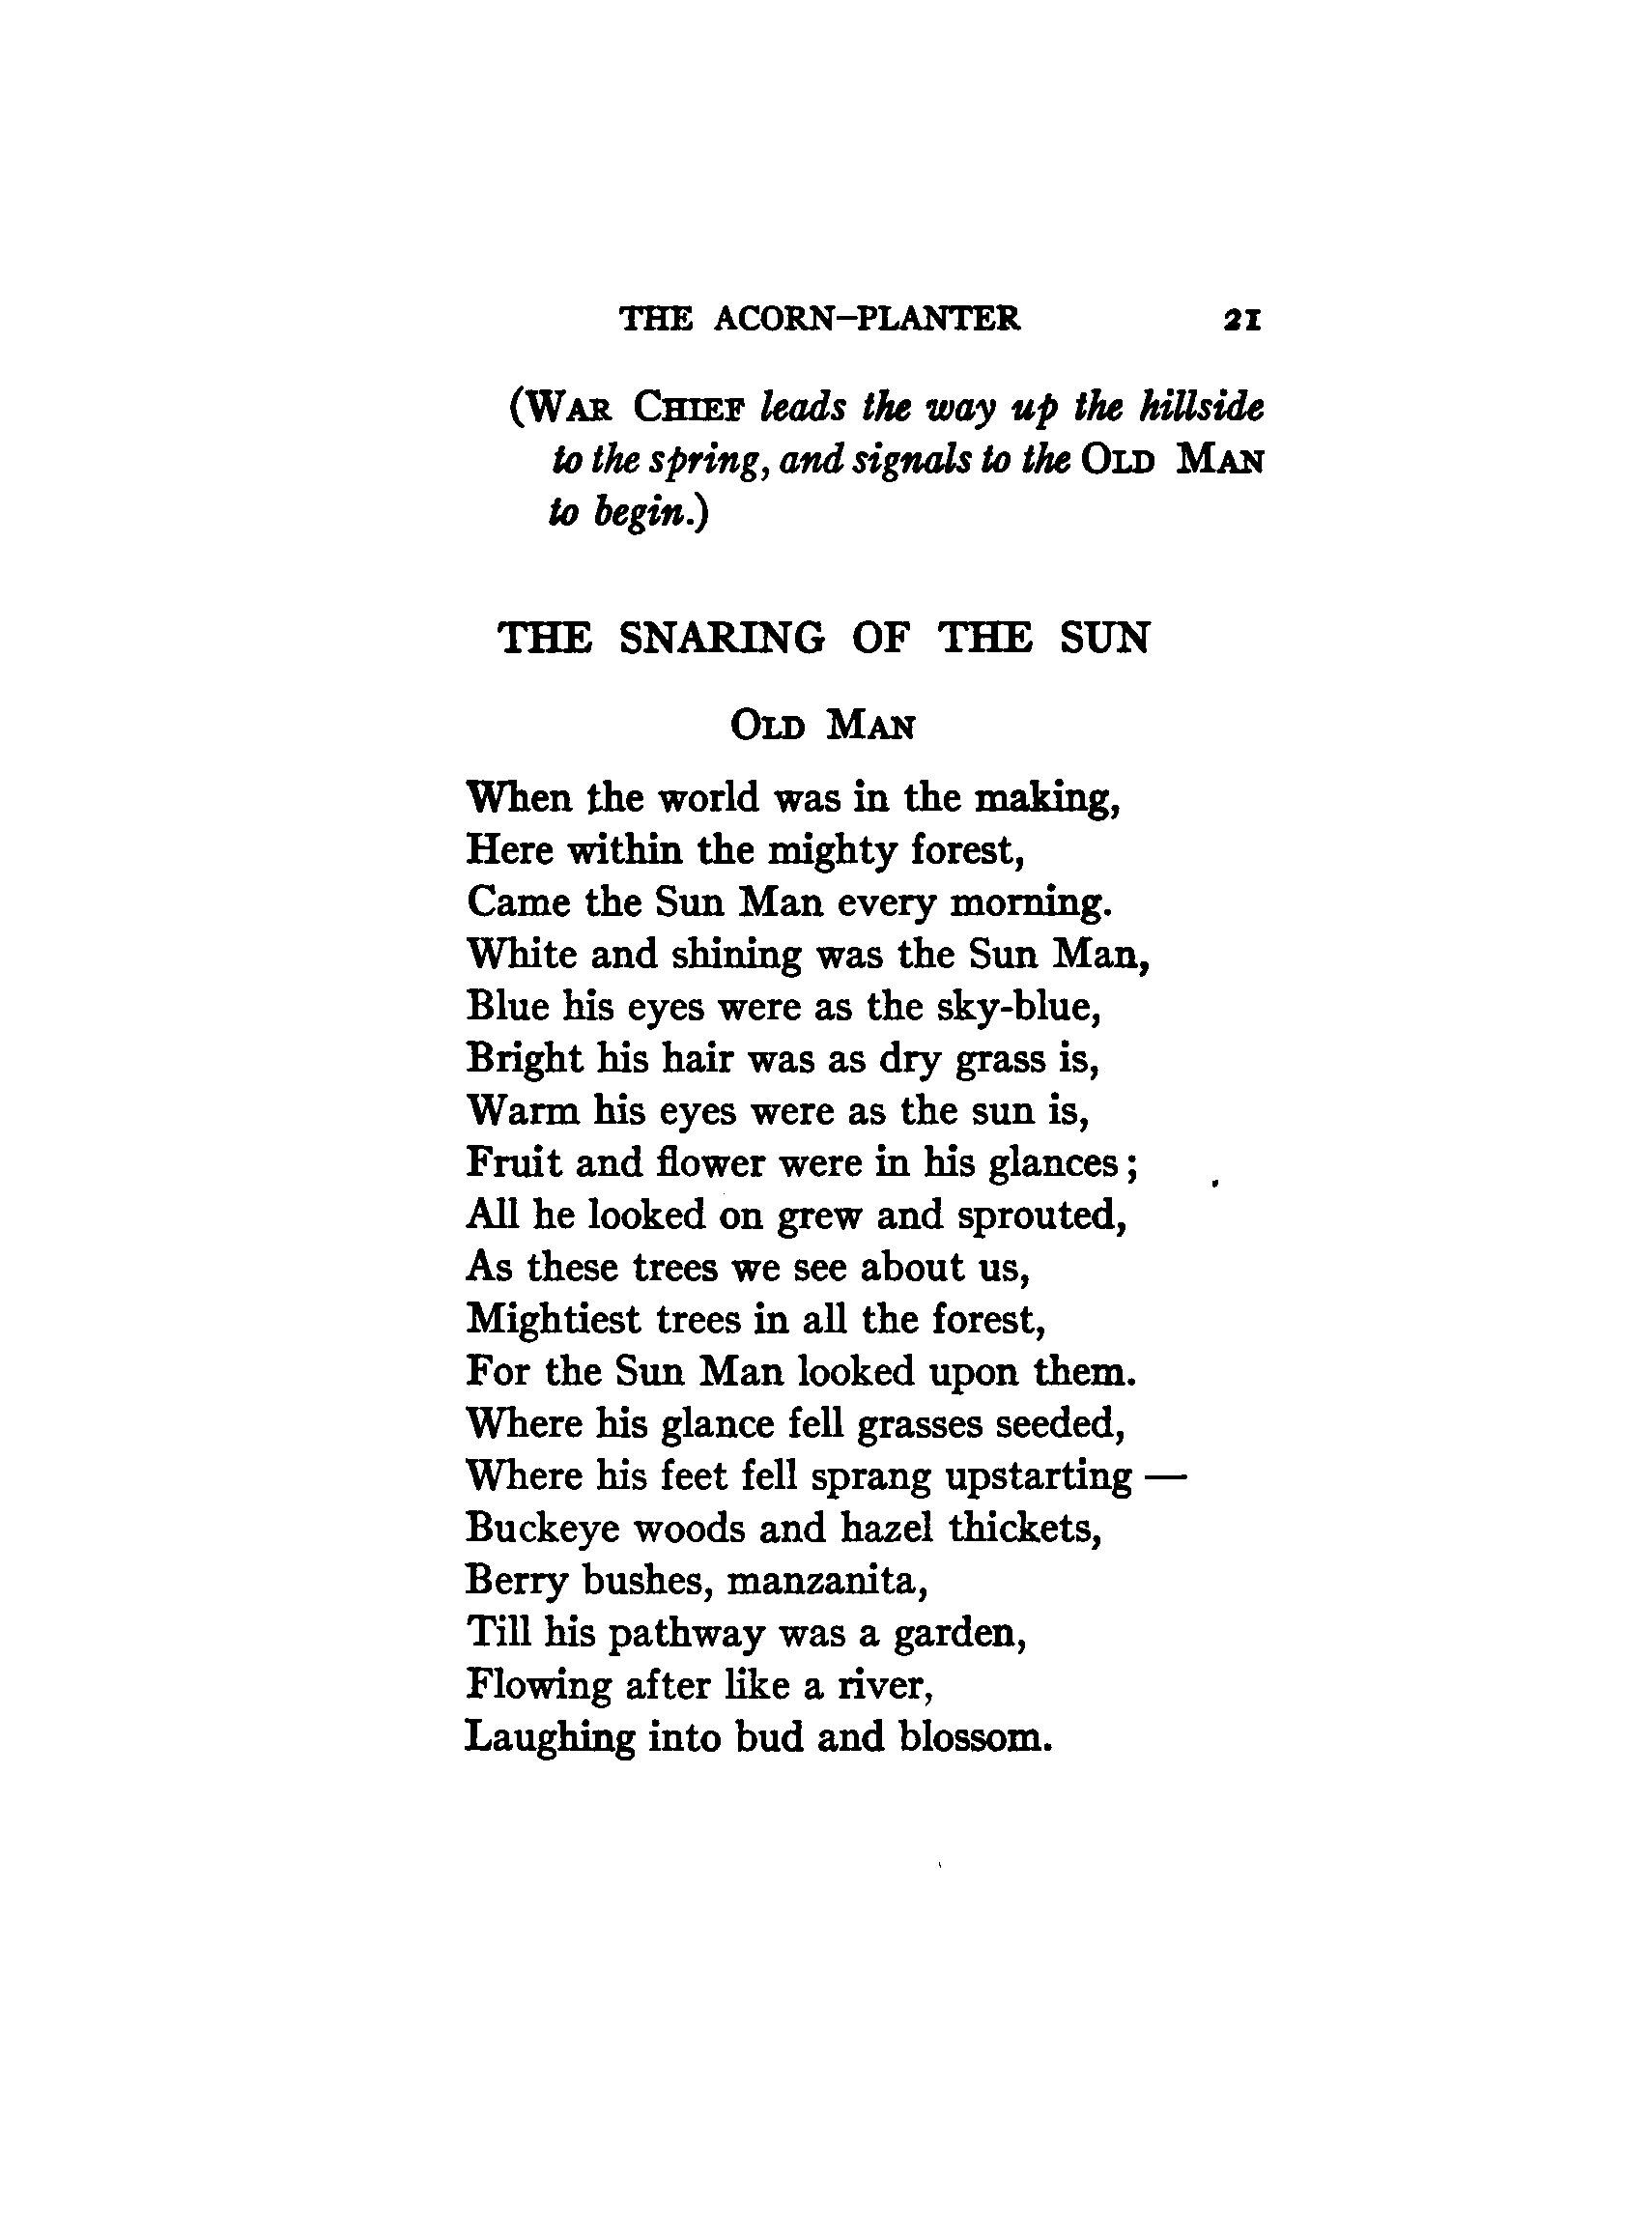 THE ACORN–PLANTER 21
(WAR CHIEF leads the way up the hillside
to the spring, and signals to the OLD MAN
to begin.)
THE SNARING OF THE SUN
OLD MAN
When the world was in the making,
Here within the mighty forest,
Came the Sun Man every morning.
White and shining was the Sun Man,
Blue his eyes were as the sky-blue,
Bright his hair was as dry grass is,
Warm his eyes were as the sun is,
Fruit and flower were in his glances;
All he looked on grew and sprouted,
As these trees we see about us,
Mightiest trees in all the forest,
For the Sun Man looked upon them.
Where his glance fell grasses seeded,
Where his feet fell sprang upstarting —
Buckeye woods and hazel thickets,
Berry bushes, manzanita,
Till his pathway was a garden,
Flowing after like a river,
Laughing into bud and blossom.